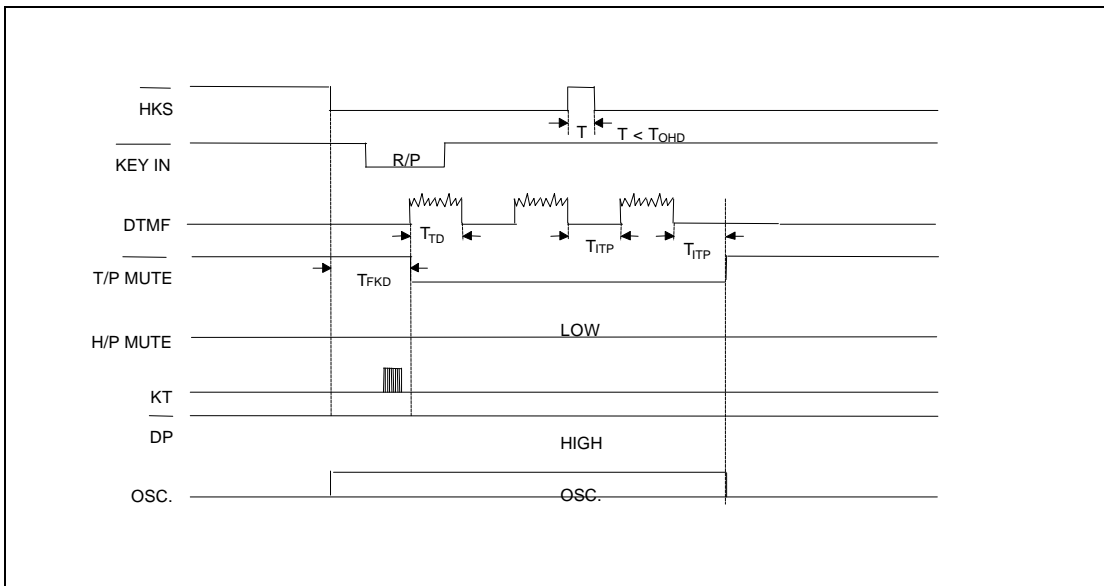 HKS
T T < TOHD
KEY IN
R/P
DTMF
TTD
TITP
TITP
T/P MUTE
TFKD
LOW
H/P MUTE
KT
DP
HIGH
OSC.
OSC.